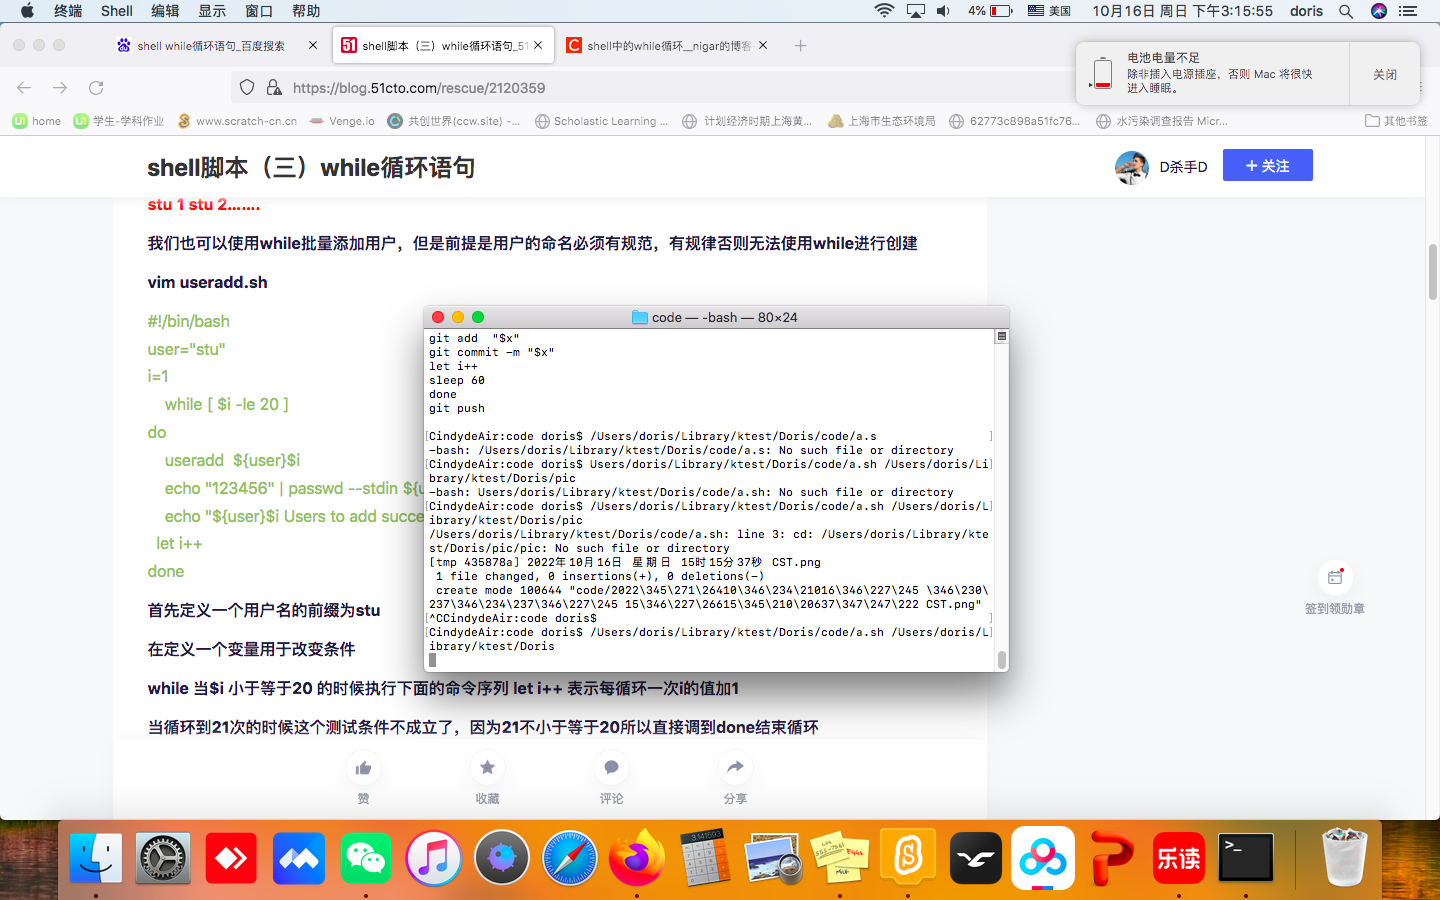 终端 Shell 编辑 显示 窗口 帮助
4% 美国 10月16日 周日 下午3:15:55 doris
shell while循环语句_百度搜索
shell脚本（三）while循环语句_51
shell中的while循环__nigar的博客
https://blog.51cto.com/rescue/2120359
电池电量不足
除非插入电源插座，否则 Mac 将很快
进入睡眠。
关闭
home 学生-学科作业 www.scratch-cn.cn Venge.io 共创世界(ccw.site) -... Scholastic Learning ... 计划经济时期上海黄... 上海市生态环境局 62773c898a51fc76... 水污染调查报告 Micr... 其他书签
shell脚本（三）while循环语句
D杀手D
+ 关注
stu 1 stu 2.......
我们也可以使用while批量添加用户，但是前提是用户的命名必须有规范，有规律否则无法使用while进行创建
vim useradd.sh
#!/bin/bash
user="stu"
i=1
while [ $i -le 20 ]
do
useradd ${user}$i
echo "123456" | passwd --stdin ${u
echo "${user}$i Users to add succe
let i++
done
首先定义一个用户名的前缀为stu
在定义一个变量用于改变条件
while 当$i 小于等于20 的时候执行下面的命令序列 let i++ 表示每循环一次i的值加1
当循环到21次的时候这个测试条件不成立了，因为21不小于等于20所以直接调到done结束循环
code — -bash — 80×24
git add  "$x"
git commit -m "$x"
let i++
sleep 60
done
git push
[CindydeAir:code doris$ /Users/doris/Library/ktest/Doris/code/a.s ]
-bash: /Users/doris/Library/ktest/Doris/code/a.s: No such file or directory
[CindydeAir:code doris$ Users/doris/Library/ktest/Doris/code/a.sh /Users/doris/Li]
brary/ktest/Doris/pic
-bash: Users/doris/Library/ktest/Doris/code/a.sh: No such file or directory
[CindydeAir:code doris$ /Users/doris/Library/ktest/Doris/code/a.sh /Users/doris/L]
ibrary/ktest/Doris/pic
/Users/doris/Library/ktest/Doris/code/a.sh: line 3: cd: /Users/doris/Library/kte
st/Doris/pic/pic: No such file or directory
[tmp 435878a] 2022年10月16日 星期日 15时15分37秒 CST.png
1 file changed, 0 insertions(+), 0 deletions(-)
create mode 100644 "code/2022\345\271\26410\346\234\21016\346\227\245 \346\230\
237\346\234\237\346\227\245 15\346\227\26615\345\210\20637\347\247\222 CST.png"
[^CCindydeAir:code doris$ ]
[CindydeAir:code doris$ /Users/doris/Library/ktest/Doris/code/a.sh /Users/doris/L]
ibrary/ktest/Doris
签到领勋章
赞 收藏 评论 分享
乐读